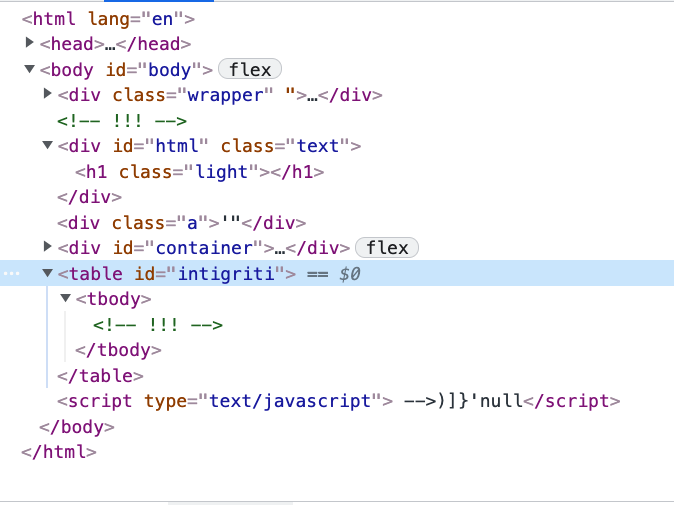 <html lang="en">
<head>…</head>
<body id="body"> flex
<div class="wrapper" ">…</div>
<!-- !!! -->
<div id="html" class="text">
<h1 class="light"></h1>
</div>
<div class="a">'"</div>
<div id="container">…</div> flex
… <table id="intigriti"> == $0
<tbody>
<!-- !!! -->
</tbody>
</table>
<script type="text/javascript"> -->)]}'null</script>
</body>
</html>